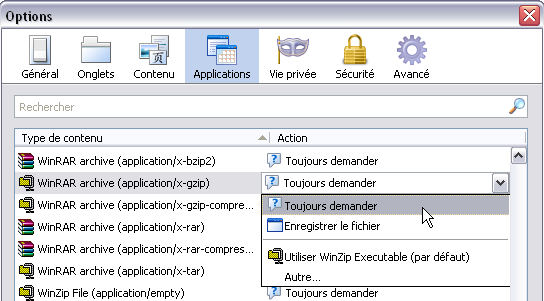 Options
Général Onglets Contenu Applications Vie privée Sécurité Avancé
Rechercher
Type de contenu Action
WinRAR archive (application/x-bzip2) Toujours demander
WinRAR archive (application/x-gzip) Toujours demander
WinRAR archive (application/x-gzip-compre... Toujours demander
WinRAR archive (application/x-rar) Enregistrer le fichier
WinRAR archive (application/x-rar-compres... Utiliser WinZip Executable (par défaut)
WinRAR archive (application/x-tar) Autre...
WinZip File (application/empty) Toujours demander